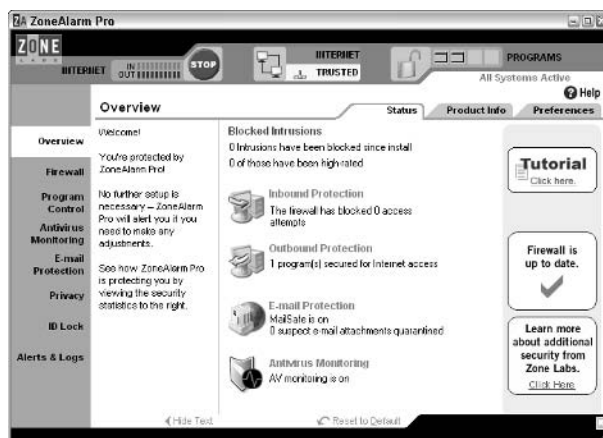 ZA ZoneAlarm Pro
ZONE
LABS
INTERNET
IN
OUT
STOP
INTERNET
TRUSTED
PROGRAMS
All Systems Active
? Help
Overview
Status
Product Info
Preferences
Overview
Firewall
Program
Control
Antivirus
Monitoring
E-mail
Protection
Privacy
ID Lock
Alerts & Logs
Welcome!
You're protected by
ZoneAlarm Pro!
No further setup is
necessary – ZoneAlarm
Pro will alert you if you
need to make any
adjustments.
See how ZoneAlarm Pro
is protecting you by
viewing the security
statistics to the right.
Blocked Intrusions
0 Intrusions have been blocked since install
0 of those have been high-rated
Inbound Protection
The firewall has blocked 0 access
attempts
Outbound Protection
1 program(s) secured for Internet access
E-mail Protection
MailSafe is on
0 suspect e-mail attachments quarantined
Antivirus Monitoring
AV monitoring is on
Tutorial
Click here.
Firewall is
up to date.
Learn more
about additional
security from
Zone Labs.
Click Here
Hide Text
Reset to Default